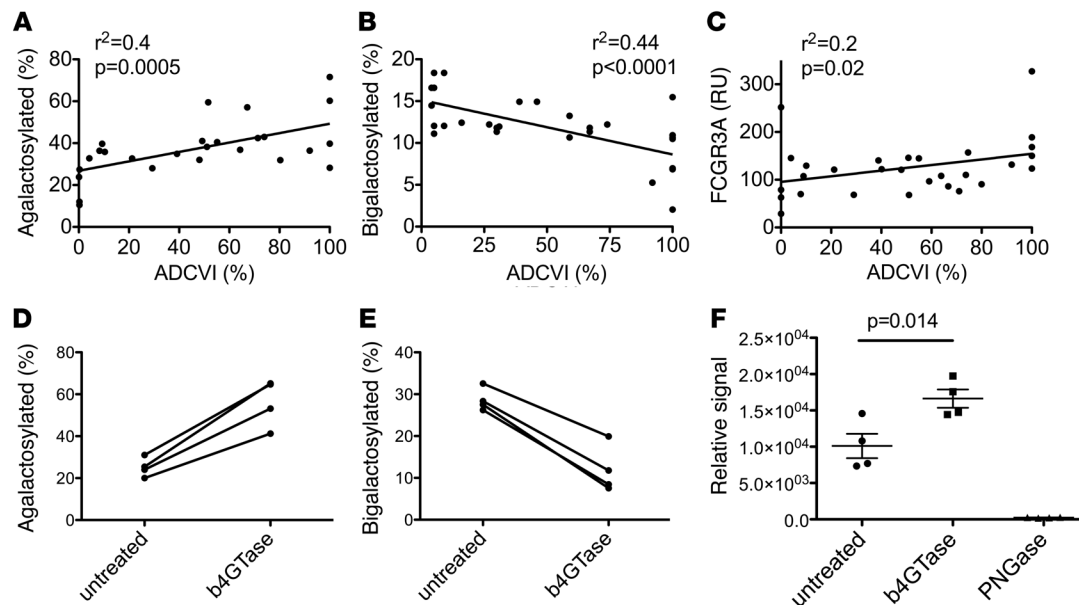 A
r²=0.4
p=0.0005
Agalactosylated (%)
80
60
40
20
0
0 20 40 60 80 100
ADCVI (%)
B
r²=0.44
p<0.0001
Bigalactosylated (%)
20
15
10
5
0
0 25 50 75 100
ADCVI (%)
C
r²=0.2
p=0.02
FCGR3A (RU)
300
200
100
0
0 20 40 60 80 100
ADCVI (%)
D
Agalactosylated (%)
80
60
40
20
0
untreated
b4GTase
E
Bigalactosylated (%)
40
30
20
10
0
untreated
b4GTase
F
p=0.014
Relative signal
2.5×10⁰⁴
2.0×10⁰⁴
1.5×10⁰⁴
1.0×10⁰⁴
5.0×10⁰³
0.0
untreated
b4GTase
PNGase